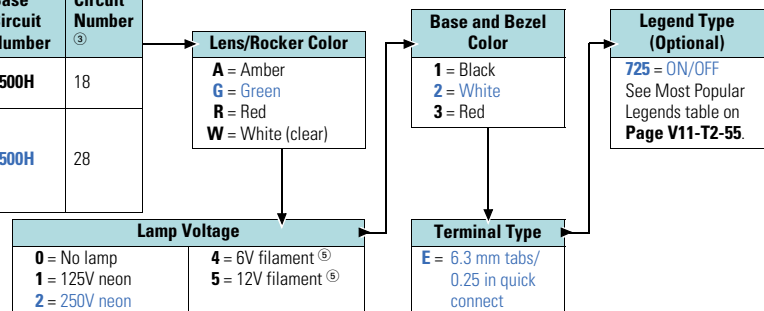 Circuit
Circuit Number
Number ③
500H 18
500H 28
Lens/Rocker Color
A = Amber
G = Green
R = Red
W = White (clear)
Base and Bezel
Color
1 = Black
2 = White
3 = Red
Legend Type
(Optional)
725 = ON/OFF
See Most Popular
Legends table on
Page V11-T2-55.
Lamp Voltage
0 = No lamp
1 = 125V neon
2 = 250V neon
4 = 6V filament ⑤
5 = 12V filament ⑤
Terminal Type
E = 6.3 mm tabs/
0.25 in quick
connect